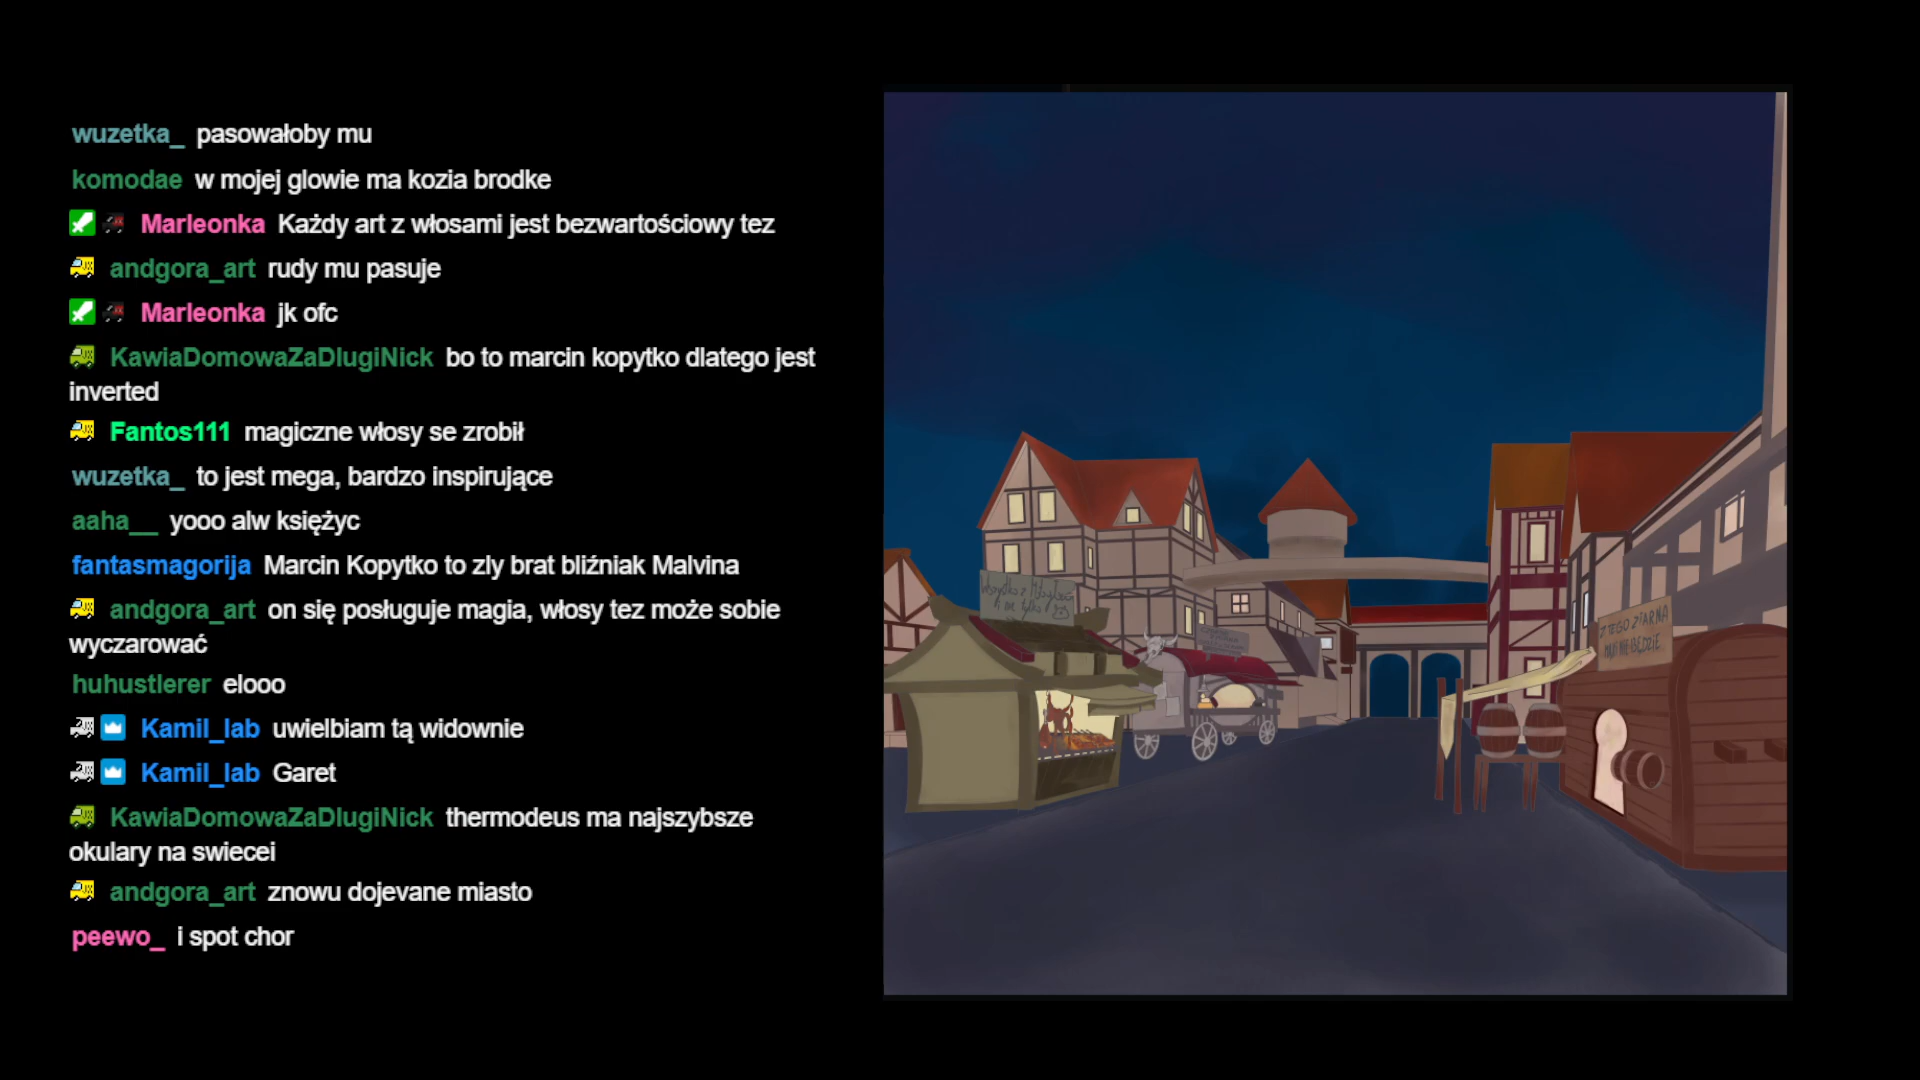 wuzetka_ pasowałoby mu
komodae w mojej glowie ma kozia brodke
Marleonka Każdy art z włosami jest bezwartościowy tez
andgora_art rudy mu pasuje
Marleonka jk ofc
KawiaDomowaZaDlugiNick bo to marcin kopytko dlatego jest
inverted
Fantos111 magiczne włosy se zrobił
wuzetka_ to jest mega, bardzo inspirujące
aaha__ yooo alw księżyc
fantasmagorija Marcin Kopytko to zly brat bliźniak Malvina
andgora_art on się posługuje magia, włosy tez może sobie
wyczarować
huhustlerer elooo
Kamil_lab uwielbiam tą widownie
Kamil_lab Garet
KawiaDomowaZaDlugiNick thermodeus ma najszybsze
okulary na swiecei
andgora_art znowu dojevane miasto
peewo_ i spot chor
Z TEGO ZIARNA
NIE BĘDZIE